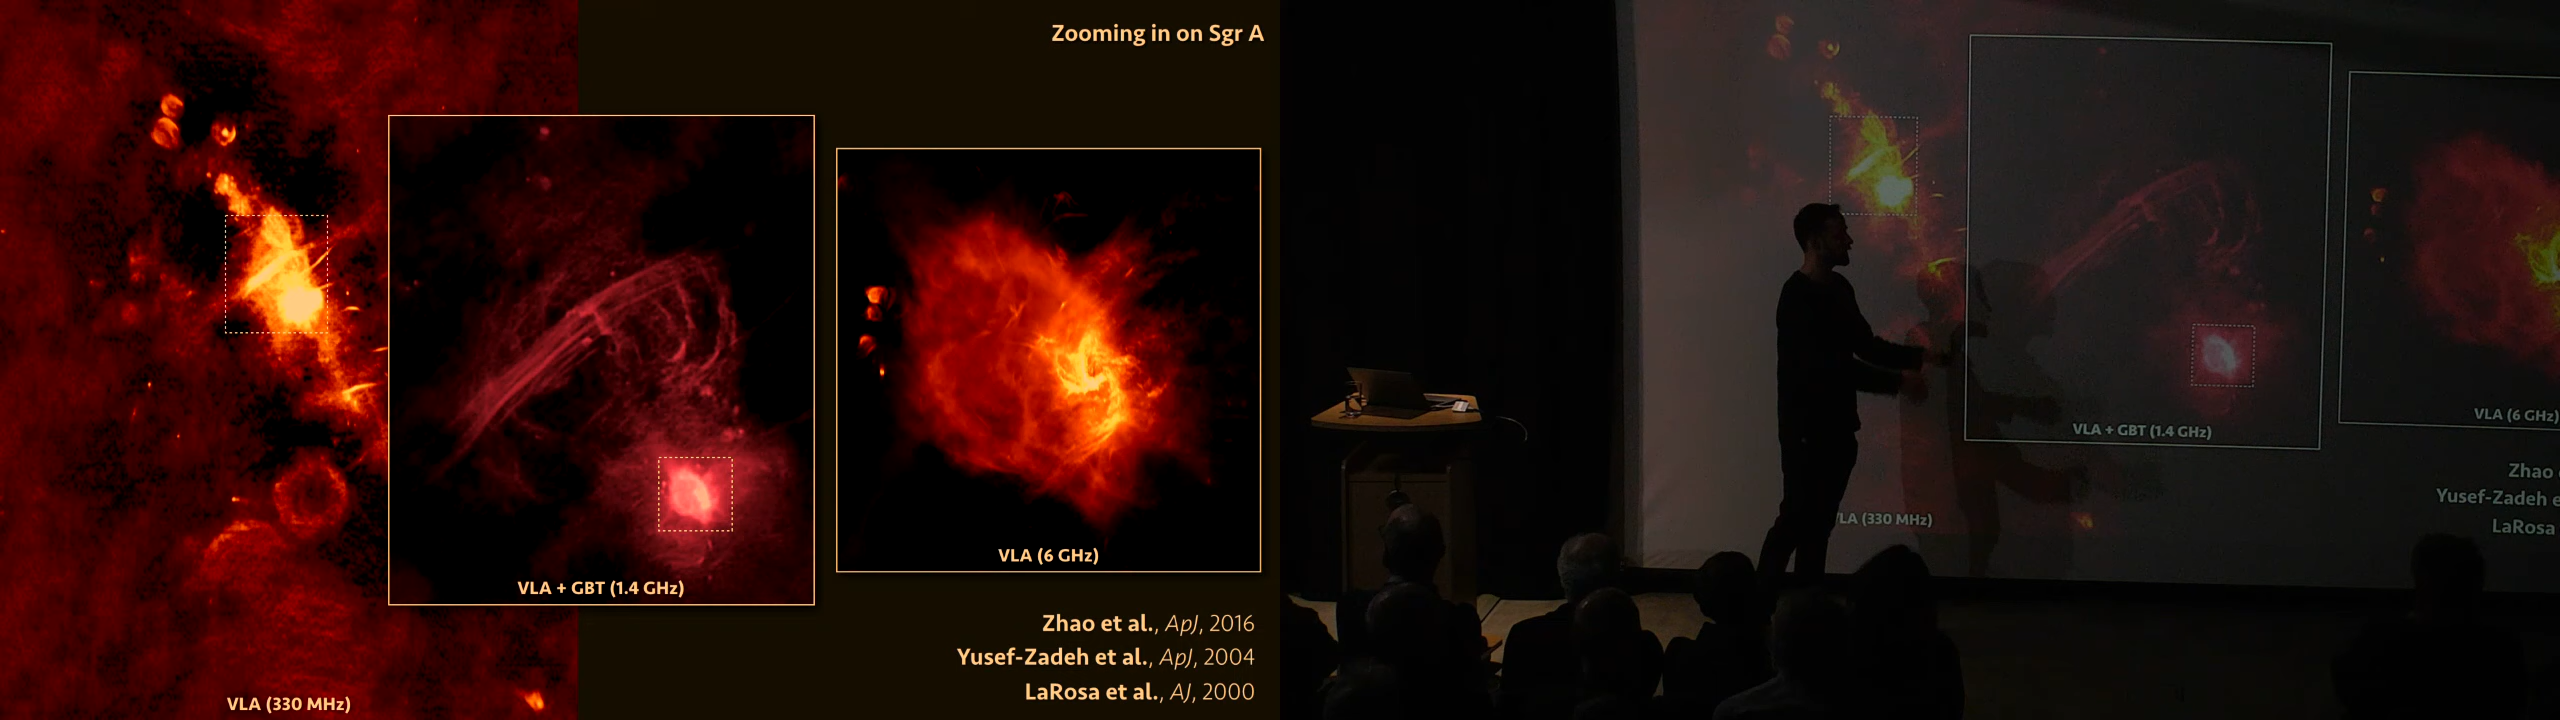 Zooming in on Sgr A
VLA + GBT (1.4 GHz)
VLA (6 GHz)
Zhao et al., ApJ, 2016
Yusef-Zadeh et al., ApJ, 2004
LaRosa et al., AJ, 2000
VLA (330 MHz)
VLA (6 GHz)
VLA + GBT (1.4 GHz)
Zhao
Yusef-Zadeh
LaRosa
VLA (330 MHz)